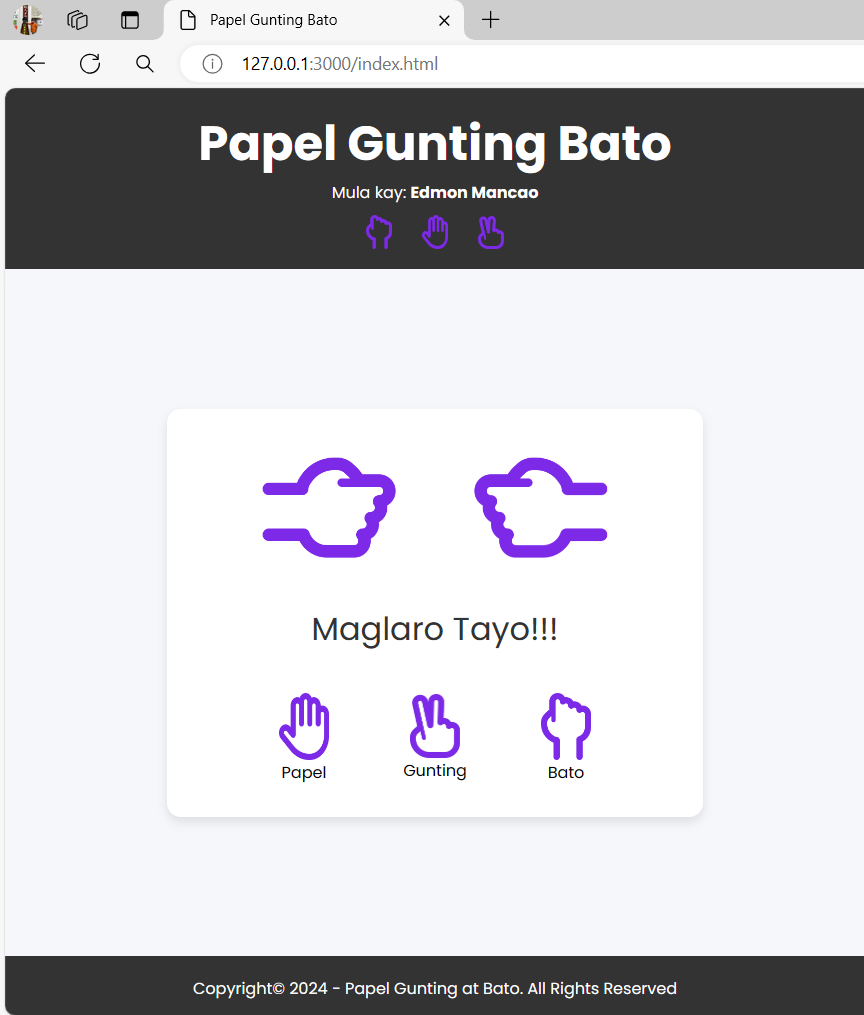 Papel Gunting Bato
127.0.0.1:3000/index.html
Papel Gunting Bato
Mula kay: Edmon Mancao
Maglaro Tayo!!!
Papel Gunting Bato
Copyright© 2024 - Papel Gunting at Bato. All Rights Reserved